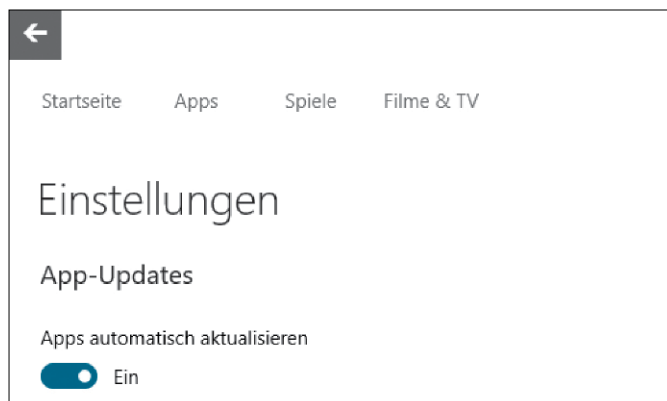 Startseite Apps Spiele Filme & TV
Einstellungen
App-Updates
Apps automatisch aktualisieren
Ein